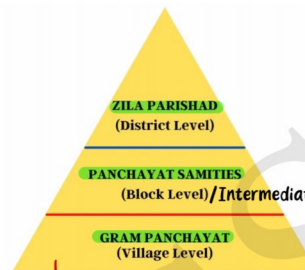 ZILA PARISHAD
(District Level)
PANCHAYAT SAMITIES
(Block Level)/Intermediat
GRAM PANCHAYAT
(Village Level)